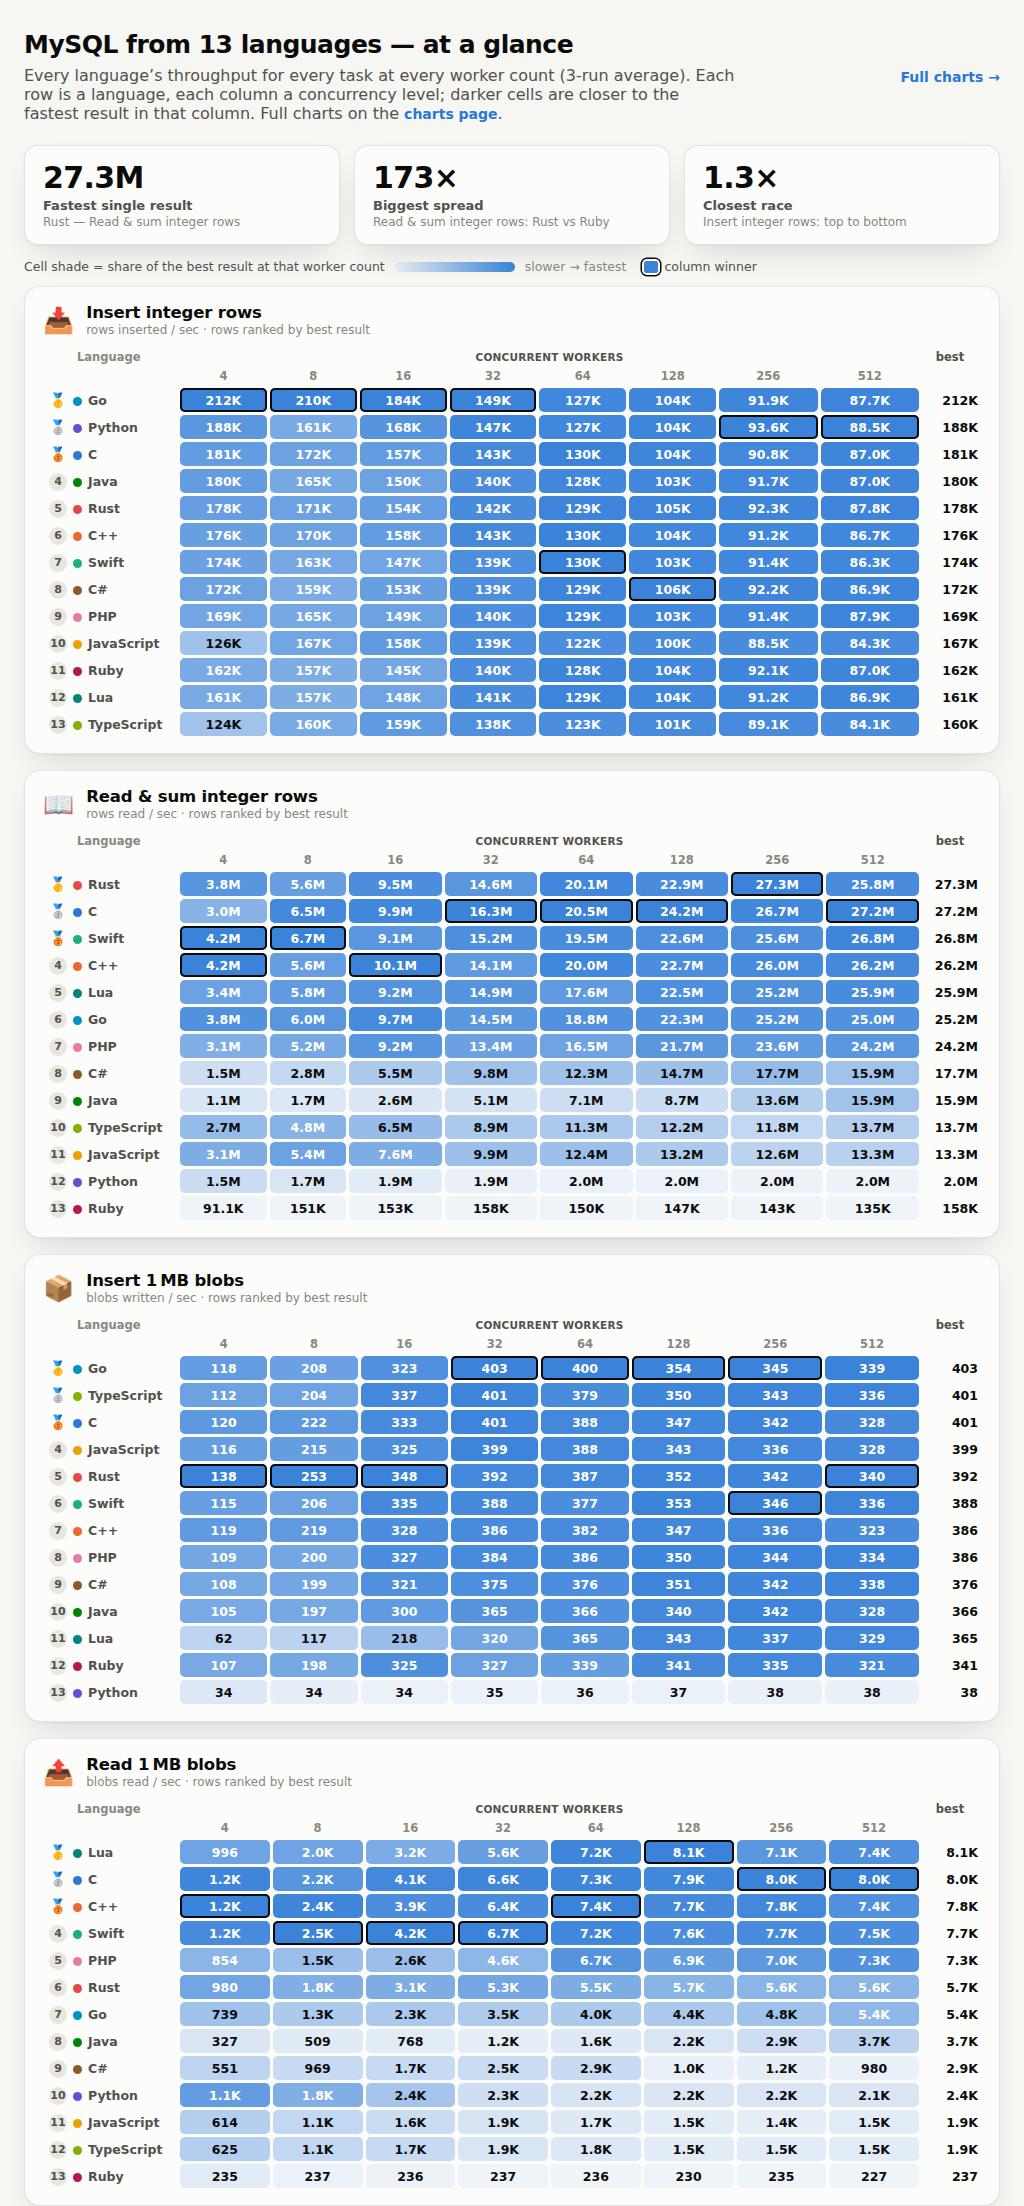 MySQL from 13 languages — at a glance
Every language’s throughput for every task at every worker count (3-run average). Each
row is a language, each column a concurrency level; darker cells are closer to the
fastest result in that column. Full charts on the charts page.
Full charts →
27.3M
Fastest single result
Rust — Read & sum integer rows
173×
Biggest spread
Read & sum integer rows: Rust vs Ruby
1.3×
Closest race
Insert integer rows: top to bottom
Cell shade = share of the best result at that worker count slower → fastest column winner
Insert integer rows
rows inserted / sec · rows ranked by best result
Language CONCURRENT WORKERS best
4 8 16 32 64 128 256 512
Go 212K 210K 184K 149K 127K 104K 91.9K 87.7K 212K
Python 188K 161K 168K 147K 127K 104K 93.6K 88.5K 188K
C 181K 172K 157K 143K 130K 104K 90.8K 87.0K 181K
4 Java 180K 165K 150K 140K 128K 103K 91.7K 87.0K 180K
5 Rust 178K 171K 154K 142K 129K 105K 92.3K 87.8K 178K
6 C++ 176K 170K 158K 143K 130K 104K 91.2K 86.7K 176K
7 Swift 174K 163K 147K 139K 130K 103K 91.4K 86.3K 174K
8 C# 172K 159K 153K 139K 129K 106K 92.2K 86.9K 172K
9 PHP 169K 165K 149K 140K 129K 103K 91.4K 87.9K 169K
10 JavaScript 126K 167K 158K 139K 122K 100K 88.5K 84.3K 167K
11 Ruby 162K 157K 145K 140K 128K 104K 92.1K 87.0K 162K
12 Lua 161K 157K 148K 141K 129K 104K 91.2K 86.9K 161K
13 TypeScript 124K 160K 159K 138K 123K 101K 89.1K 84.1K 160K
Read & sum integer rows
rows read / sec · rows ranked by best result
Language CONCURRENT WORKERS best
4 8 16 32 64 128 256 512
Rust 3.8M 5.6M 9.5M 14.6M 20.1M 22.9M 27.3M 25.8M 27.3M
C 3.0M 6.5M 9.9M 16.3M 20.5M 24.2M 26.7M 27.2M 27.2M
Swift 4.2M 6.7M 9.1M 15.2M 19.5M 22.6M 25.6M 26.8M 26.8M
4 C++ 4.2M 5.6M 10.1M 14.1M 20.0M 22.7M 26.0M 26.2M 26.2M
5 Lua 3.4M 5.8M 9.2M 14.9M 17.6M 22.5M 25.2M 25.9M 25.9M
6 Go 3.8M 6.0M 9.7M 14.5M 18.8M 22.3M 25.2M 25.0M 25.2M
7 PHP 3.1M 5.2M 9.2M 13.4M 16.5M 21.7M 23.6M 24.2M 24.2M
8 C# 1.5M 2.8M 5.5M 9.8M 12.3M 14.7M 17.7M 15.9M 17.7M
9 Java 1.1M 1.7M 2.6M 5.1M 7.1M 8.7M 13.6M 15.9M 15.9M
10 TypeScript 2.7M 4.8M 6.5M 8.9M 11.3M 12.2M 11.8M 13.7M 13.7M
11 JavaScript 3.1M 5.4M 7.6M 9.9M 12.4M 13.2M 12.6M 13.3M 13.3M
12 Python 1.5M 1.7M 1.9M 1.9M 2.0M 2.0M 2.0M 2.0M 2.0M
13 Ruby 91.1K 151K 153K 158K 150K 147K 143K 135K 158K
Insert 1 MB blobs
blobs written / sec · rows ranked by best result
Language CONCURRENT WORKERS best
4 8 16 32 64 128 256 512
Go 118 208 323 403 400 354 345 339 403
TypeScript 112 204 337 401 379 350 343 336 401
C 120 222 333 401 388 347 342 328 401
4 JavaScript 116 215 325 399 388 343 336 328 399
5 Rust 138 253 348 392 387 352 342 340 392
6 Swift 115 206 335 388 377 353 346 336 388
7 C++ 119 219 328 386 382 347 336 323 386
8 PHP 109 200 327 384 386 350 344 334 386
9 C# 108 199 321 375 376 351 342 338 376
10 Java 105 197 300 365 366 340 342 328 366
11 Lua 62 117 218 320 365 343 337 329 365
12 Ruby 107 198 325 327 339 341 335 321 341
13 Python 34 34 34 35 36 37 38 38 38
Read 1 MB blobs
blobs read / sec · rows ranked by best result
Language CONCURRENT WORKERS best
4 8 16 32 64 128 256 512
Lua 996 2.0K 3.2K 5.6K 7.2K 8.1K 7.1K 7.4K 8.1K
C 1.2K 2.2K 4.1K 6.6K 7.3K 7.9K 8.0K 8.0K 8.0K
C++ 1.2K 2.4K 3.9K 6.4K 7.4K 7.7K 7.8K 7.4K 7.8K
4 Swift 1.2K 2.5K 4.2K 6.7K 7.2K 7.6K 7.7K 7.5K 7.7K
5 PHP 854 1.5K 2.6K 4.6K 6.7K 6.9K 7.0K 7.3K 7.3K
6 Rust 980 1.8K 3.1K 5.3K 5.5K 5.7K 5.6K 5.6K 5.7K
7 Go 739 1.3K 2.3K 3.5K 4.0K 4.4K 4.8K 5.4K 5.4K
8 Java 327 509 768 1.2K 1.6K 2.2K 2.9K 3.7K 3.7K
9 C# 551 969 1.7K 2.5K 2.9K 1.0K 1.2K 980 2.9K
10 Python 1.1K 1.8K 2.4K 2.3K 2.2K 2.2K 2.2K 2.1K 2.4K
11 JavaScript 614 1.1K 1.6K 1.9K 1.7K 1.5K 1.4K 1.5K 1.9K
12 TypeScript 625 1.1K 1.7K 1.9K 1.8K 1.5K 1.5K 1.5K 1.9K
13 Ruby 235 237 236 237 236 230 235 227 237